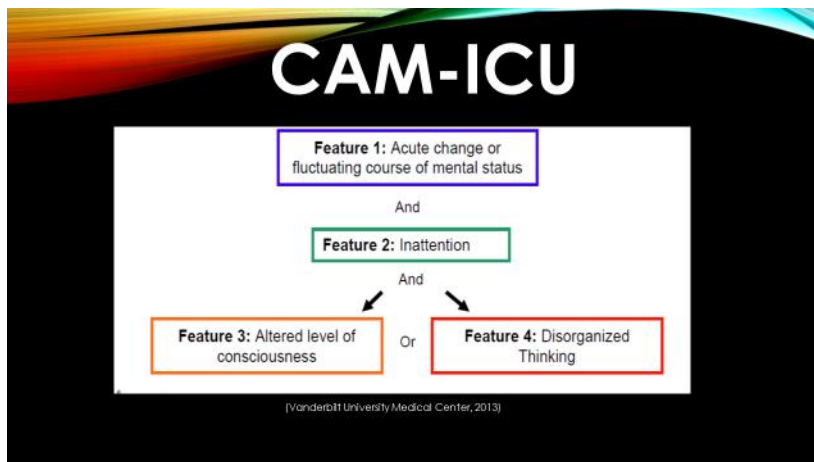 CAM-ICU
Feature 1: Acute change or
fluctuating course of mental status
And
Feature 2: Inattention
And
Feature 3: Altered level of
consciousness
Or
Feature 4: Disorganized
Thinking
(Vanderbilt University Medical Center, 2013)